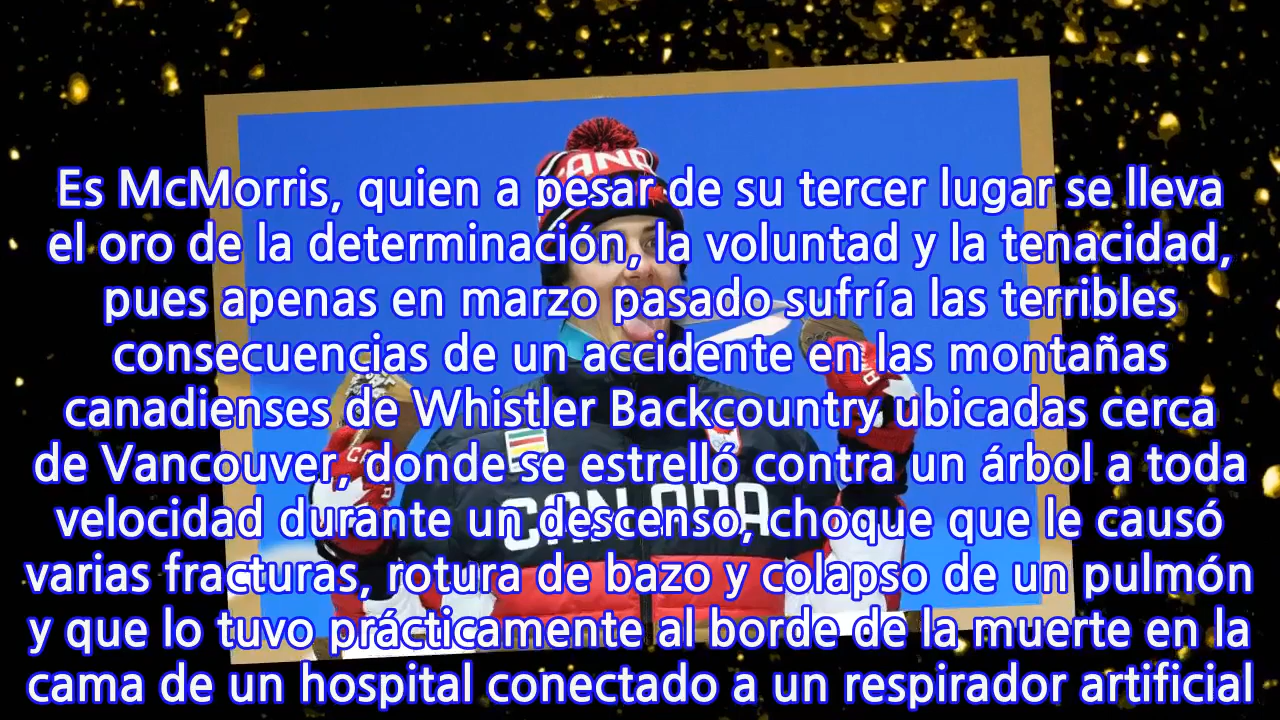 Es McMorris, quien a pesar de su tercer lugar se lleva
el oro de la determinación, la voluntad y la tenacidad,
pues apenas en marzo pasado sufría las terribles
consecuencias de un accidente en las montañas
canadienses de Whistler Backcountry, ubicadas cerca
de Vancouver, donde se estrelló contra un árbol a toda
velocidad durante un descenso, choque que le causó
varias fracturas, rotura de bazo y colapso de un pulmón
y que lo tuvo prácticamente al borde de la muerte en la
cama de un hospital conectado a un respirador artificial
CANADA